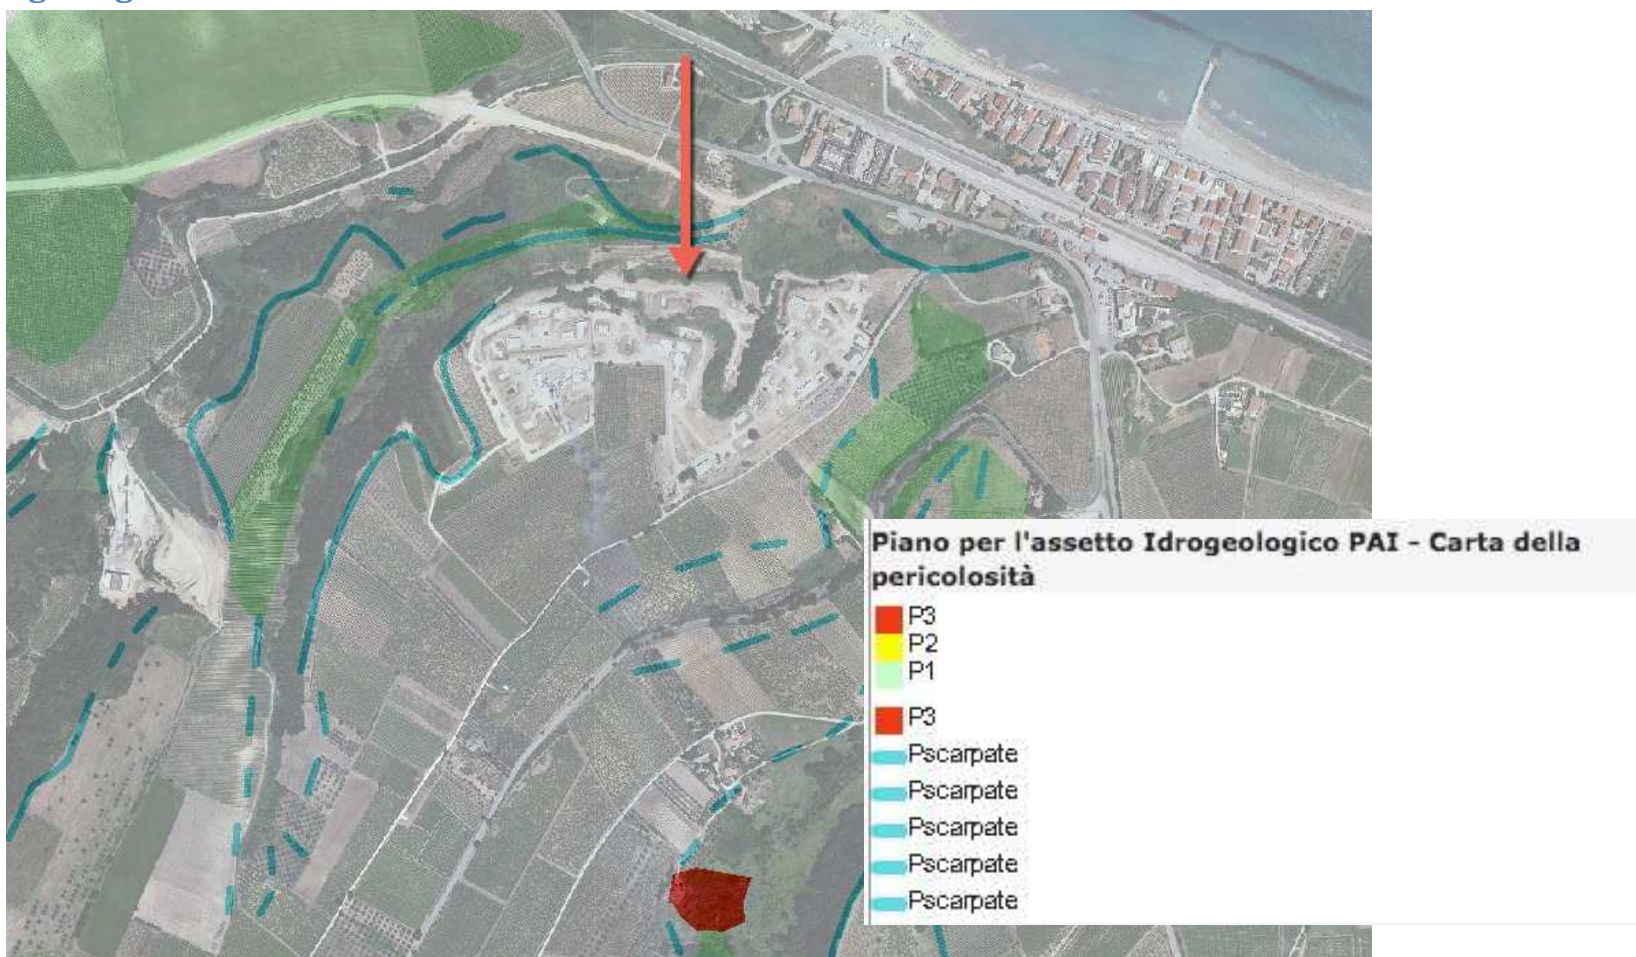 Piano per l'assetto Idrogeologico PAI - Carta della
pericolosità
P3
P2
P1
P3
Pscarpate
Pscarpate
Pscarpate
Pscarpate
Pscarpate